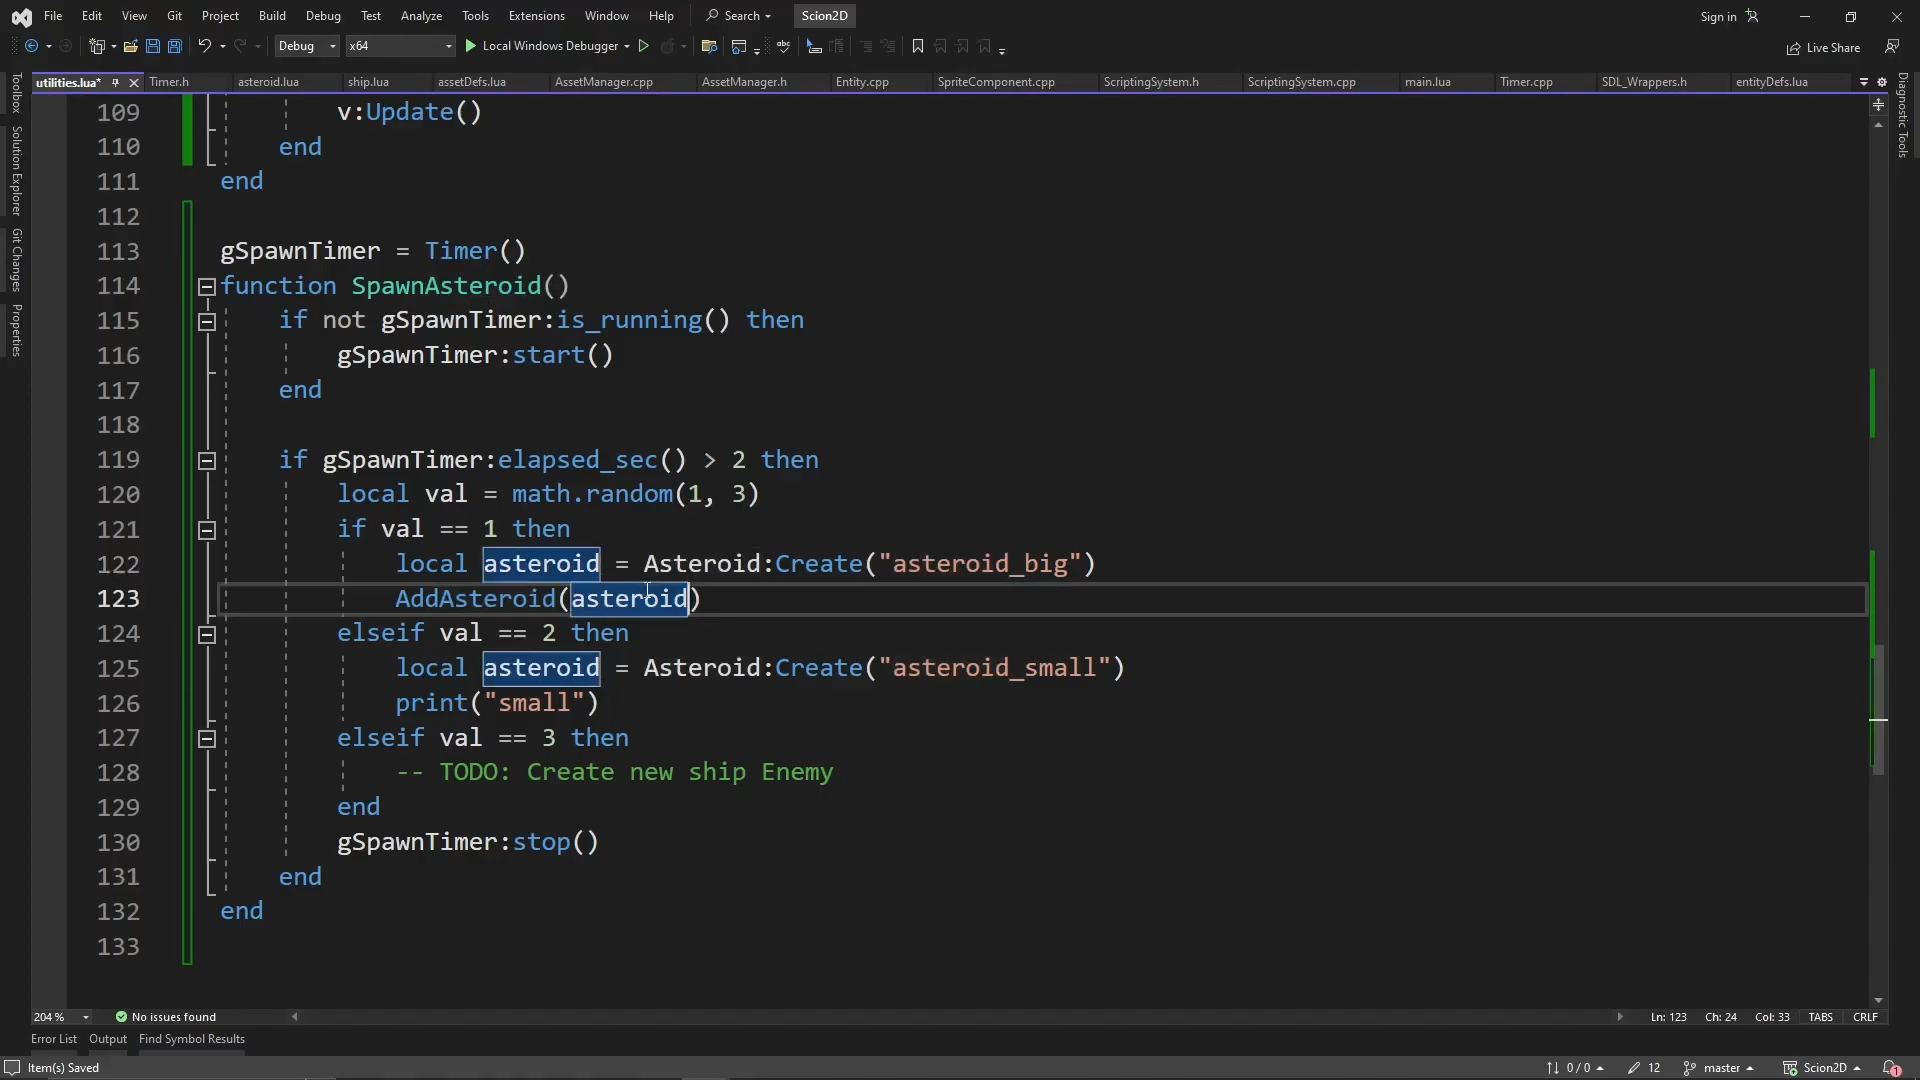 File Edit View Git Project Build Debug Test Analyze Tools Extensions Window Help Search Scion2D Sign in
Debug x64 Local Windows Debugger Live Share
utilities.lua* Timer.h asteroid.lua ship.lua assetDefs.lua AssetManager.cpp AssetManager.h Entity.cpp SpriteComponent.cpp ScriptingSystem.h ScriptingSystem.cpp main.lua Timer.cpp SDL_Wrappers.h entityDefs.lua
Toolbox
Solution Explorer
Git Changes
Properties
Diagnostic Tools
109 v:Update()
110 end
111 end
112
113 gSpawnTimer = Timer()
114 function SpawnAsteroid()
115 if not gSpawnTimer:is_running() then
116 gSpawnTimer:start()
117 end
118
119 if gSpawnTimer:elapsed_sec() > 2 then
120 local val = math.random(1, 3)
121 if val == 1 then
122 local asteroid = Asteroid:Create("asteroid_big")
123 AddAsteroid(asteroid)
124 elseif val == 2 then
125 local asteroid = Asteroid:Create("asteroid_small")
126 print("small")
127 elseif val == 3 then
128 -- TODO: Create new ship Enemy
129 end
130 gSpawnTimer:stop()
131 end
132 end
133
204 % No issues found Ln: 123 Ch: 24 Col: 33 TABS CRLF
Error List Output Find Symbol Results
Item(s) Saved 0 / 0 12 master Scion2D 1